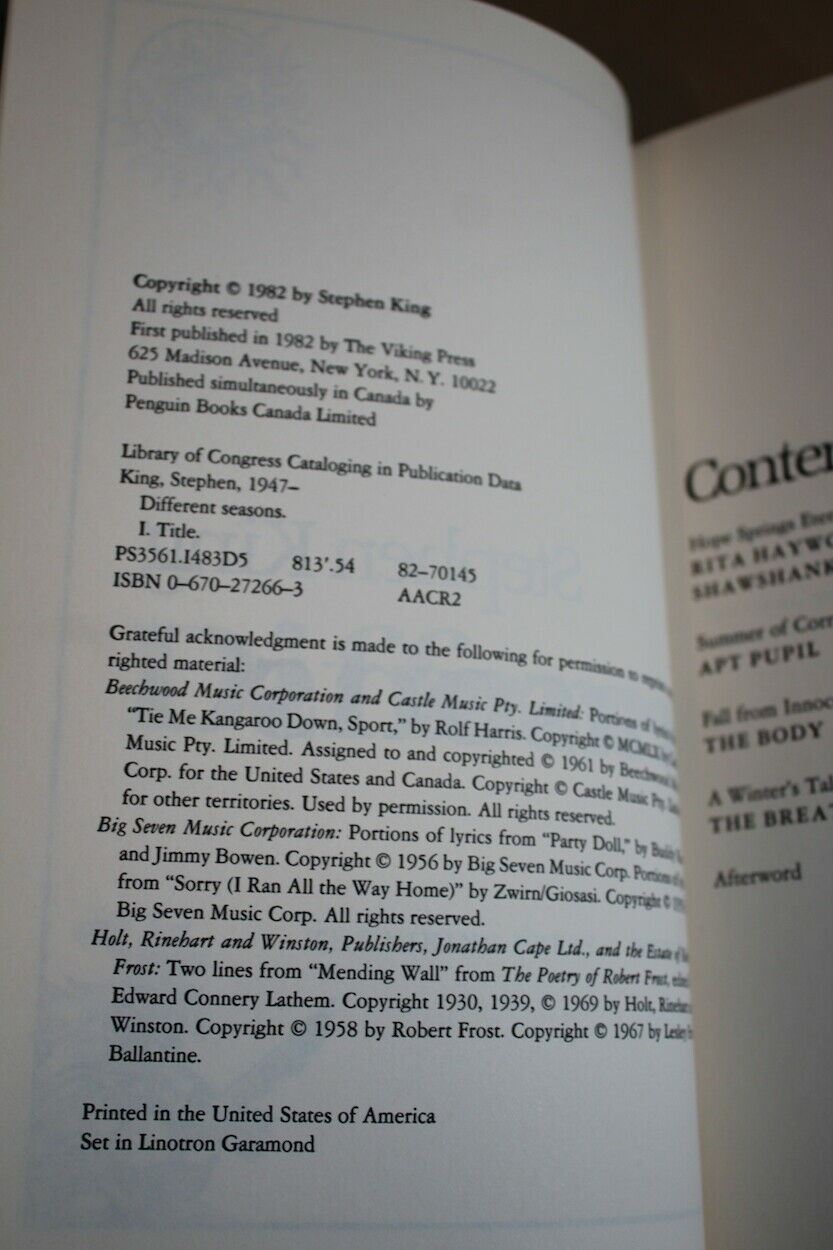 Copyright © 1982 by Stephen King
All rights reserved
First published in 1982 by The Viking Press
625 Madison Avenue, New York, N. Y. 10022
Published simultaneously in Canada by
Penguin Books Canada Limited
Library of Congress Cataloging in Publication Data
King, Stephen, 1947–
Different seasons.
I. Title.
PS3561.I483D5 813'.54 82–70145
ISBN 0–670–27266–3 AACR2
Grateful acknowledgment is made to the following for permission to
righted material:
Beechwood Music Corporation and Castle Music Pty. Limited: Portions of
"Tie Me Kangaroo Down, Sport," by Rolf Harris. Copyright ©
Music Pty. Limited. Assigned to and copyrighted © 1961 by Beechwood
Corp. for the United States and Canada. Copyright © Castle Music Pty.
for other territories. Used by permission. All rights reserved.
Big Seven Music Corporation: Portions of lyrics from "Party Doll," by
and Jimmy Bowen. Copyright © 1956 by Big Seven Music Corp. Portions of
from "Sorry (I Ran All the Way Home)" by Zwirn/Giosasi. Copyright ©
Big Seven Music Corp. All rights reserved.
Holt, Rinehart and Winston, Publishers, Jonathan Cape Ltd., and the Estate of
Frost: Two lines from "Mending Wall" from The Poetry of Robert Frost,
Edward Connery Lathem. Copyright 1930, 1939, © 1969 by Holt,
Winston. Copyright © 1958 by Robert Frost. Copyright © 1967 by
Ballantine.
Printed in the United States of America
Set in Linotron Garamond
Conten
Hope Springs
RITA HAYWO
SHAWSHANK
Summer of
APT PUPIL
Fall from Innoc
THE BODY
A Winter's Tal
THE BREAT
Afterword